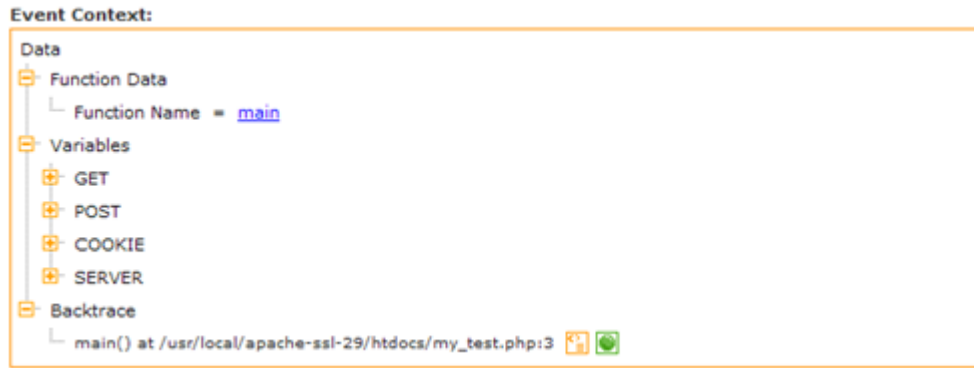 Event Context:
Data
Function Data
Function Name = main
Variables
GET
POST
COOKIE
SERVER
Backtrace
main() at /usr/local/apache-ssl-29/htdocs/my_test.php:3